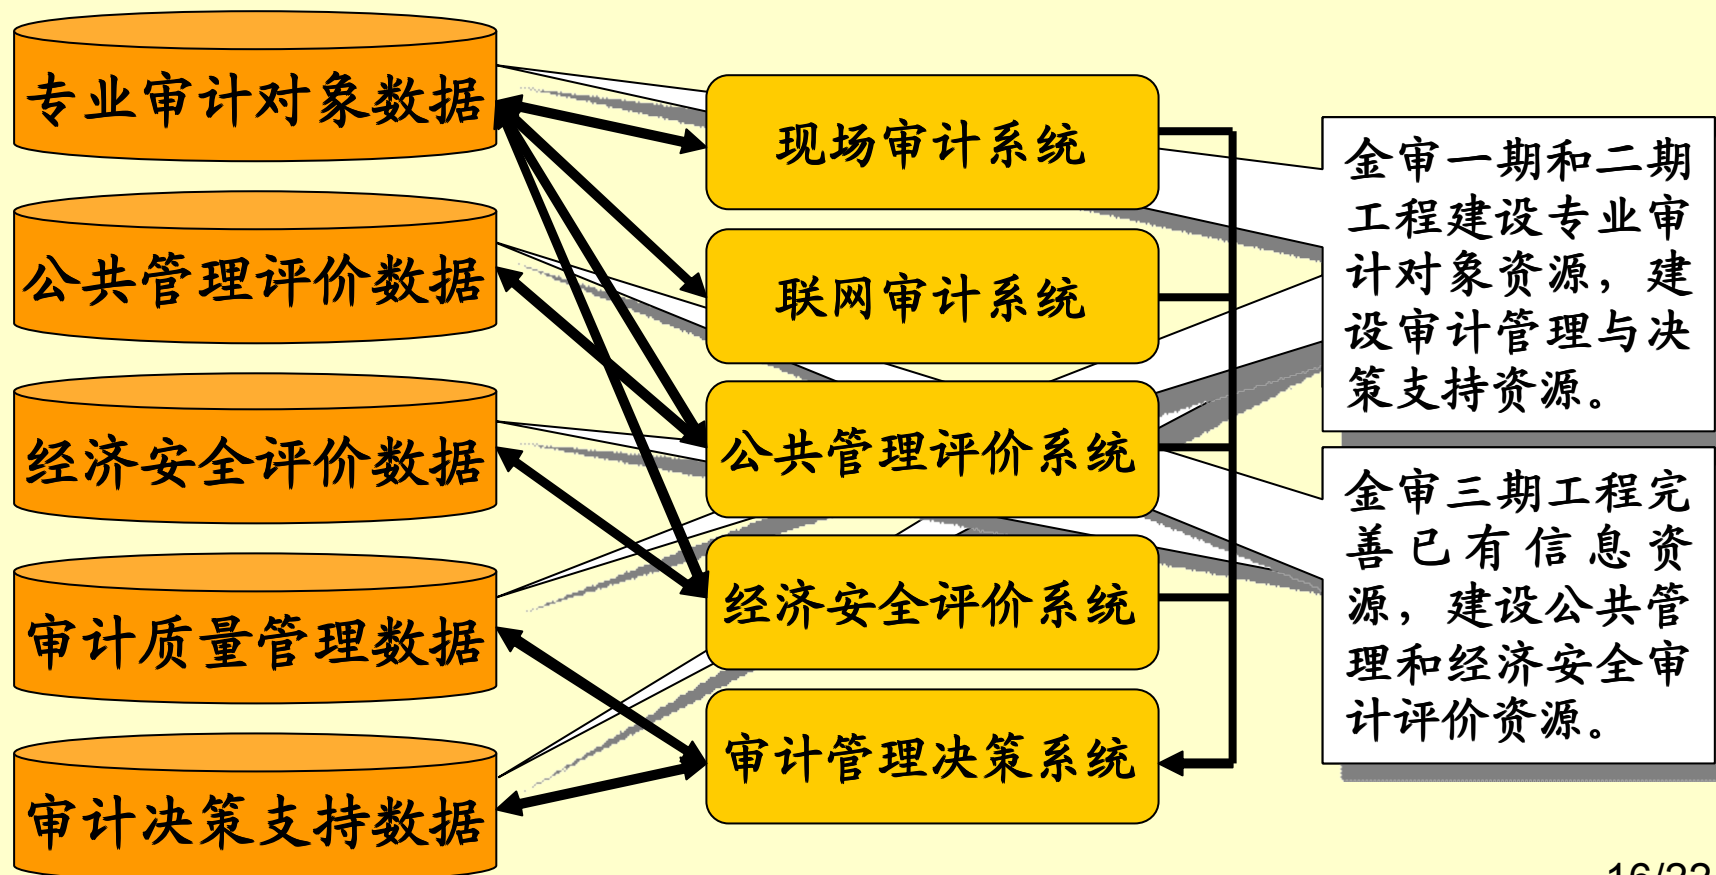 专业审计对象数据
公共管理评价数据
经济安全评价数据
审计质量管理数据
审计决策支持数据
现场审计系统
联网审计系统
公共管理评价系统
经济安全评价系统
审计管理决策系统
金审一期和二期
工程建设专业审
计对象资源，建
设审计管理与决
策支持资源。
金审三期工程完
善已有信息资
源，建设公共管
理和经济安全审
计评价资源。
16/22